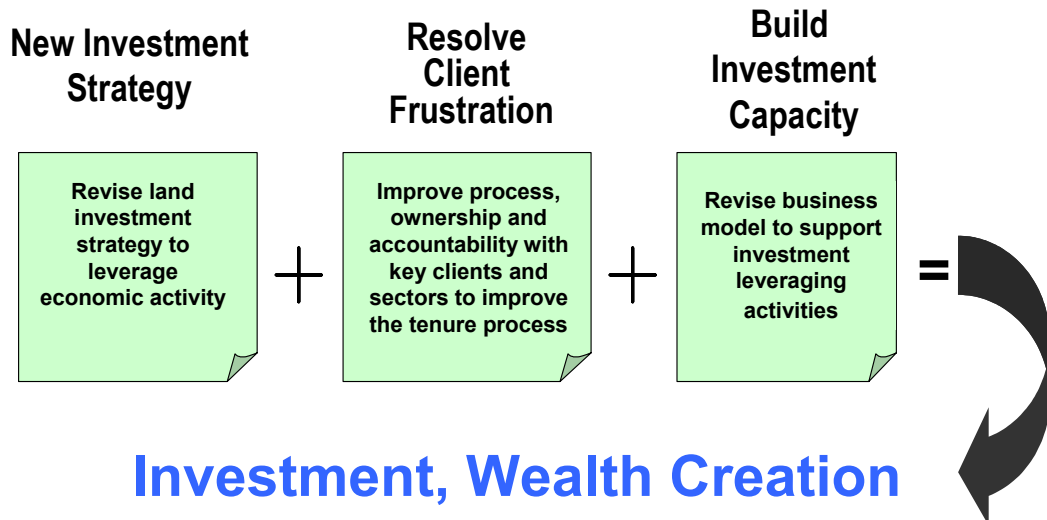 New Investment
Strategy
Resolve
Client
Frustration
Build
Investment
Capacity
Revise land
investment
strategy to
leverage
economic activity
+
Improve process,
ownership and
accountability with
key clients and
sectors to improve
the tenure process
+
Revise business
model to support
investment
leveraging
activities
=
Investment, Wealth Creation